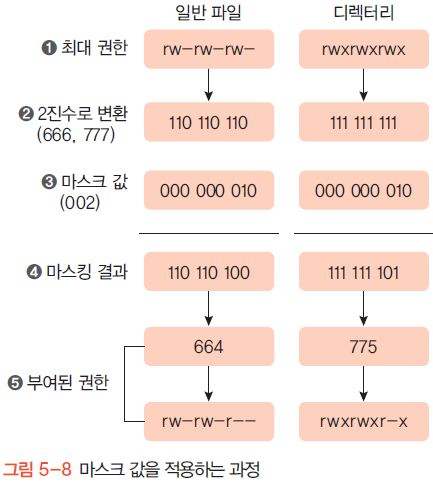 일반 파일 디렉터리
❶ 최대 권한 rw-rw-rw- rwxrwxrwx
❷ 2진수로 변환 110 110 110 111 111 111
(666, 777)
❸ 마스크 값 000 000 010 000 000 010
(002)
❹ 마스킹 결과 110 110 100 111 111 101
664 775
❺ 부여된 권한
rw-rw-r-- rwxrwxr-x
그림 5-8 마스크 값을 적용하는 과정